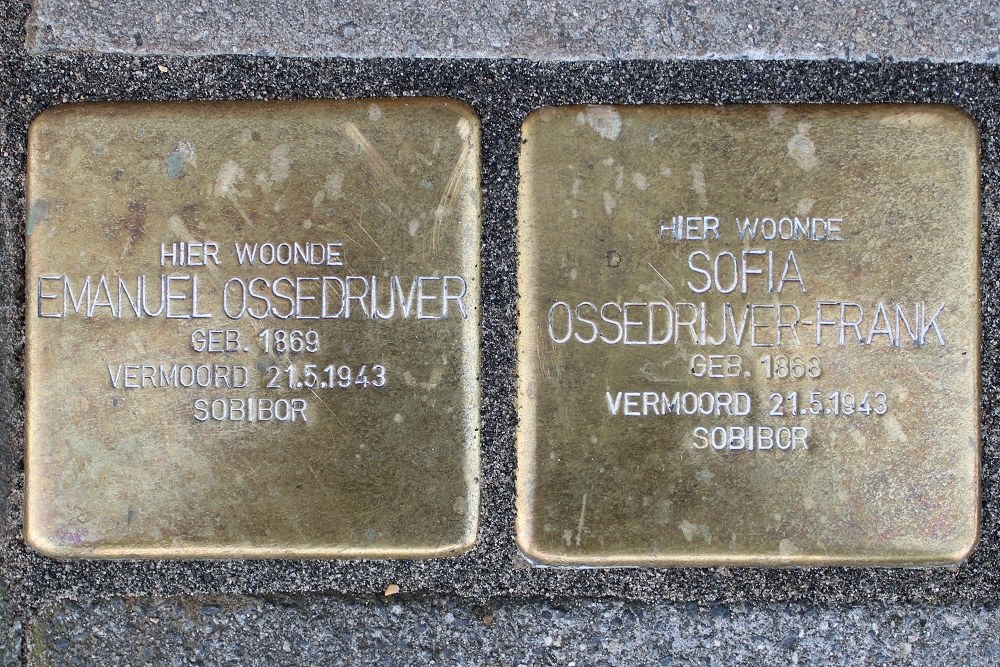 HIER WOONDE
EMANUEL OSSEDRIJVER
GEB. 1869
VERMOORD 21.5.1943
SOBIBOR
HIER WOONDE
SOFIA
OSSEDRIJVER-FRANK
GEB. 1868
VERMOORD 21.5.1943
SOBIBOR